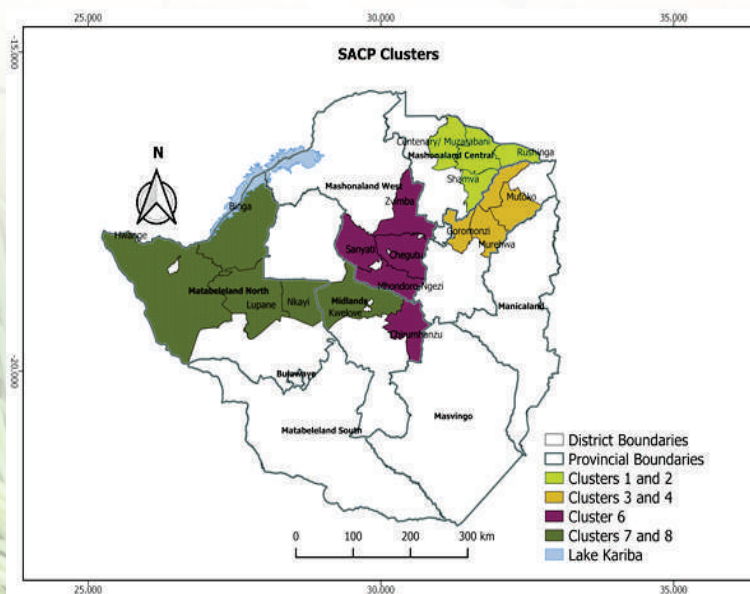 25.000 30.000 35.000
-15.000
SACP Clusters
N
Centenary/ Muzarabani
Mashonaland Central
Rushinga
Shamva
Mashonaland West
Zvimba
Mutoko
Binga
Goromonzi
Hwange
Sanyati
Chegutu
Murehwa
Mhondoro-Ngezi
Matabeleland North
Lupane
Nkayi
Midlands
Kwekwe
Manicaland
Chirumhanzu
-20.000
Bulawayo
Masvingo
Matabeleland South
District Boundaries
Provincial Boundaries
Clusters 1 and 2
Clusters 3 and 4
Cluster 6
Clusters 7 and 8
Lake Kariba
0 100 200 300 km
25.000 30.000 35.000